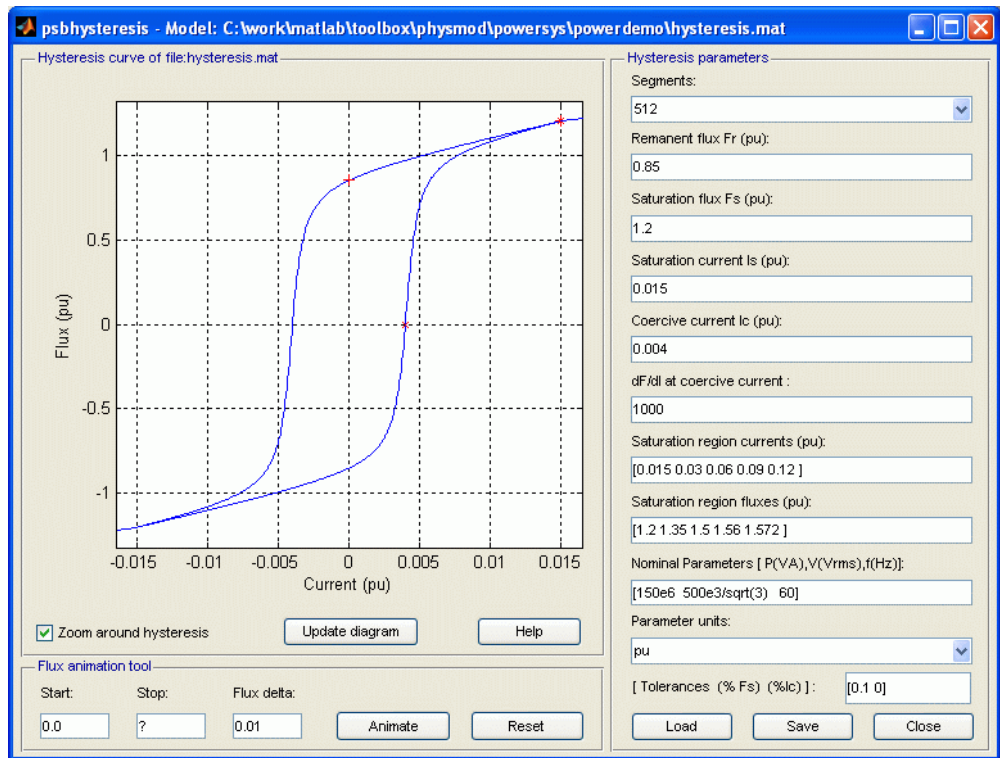 psbhysteresis - Model: C:\work\matlab\toolbox\physmod\powersys\powerdemo\hysteresis.mat
Hysteresis curve of file:hysteresis.mat
1
0.5
0
-0.5
-1
Flux (pu)
-0.015 -0.01 -0.005 0 0.005 0.01 0.015
Current (pu)
Zoom around hysteresis
Update diagram
Help
Flux animation tool
Start: Stop: Flux delta:
0.0 ? 0.01 Animate Reset
Hysteresis parameters
Segments:
512
Remanent flux Fr (pu):
0.85
Saturation flux Fs (pu):
1.2
Saturation current Is (pu):
0.015
Coercive current Ic (pu):
0.004
dF/dI at coercive current :
1000
Saturation region currents (pu):
[0.015 0.03 0.06 0.09 0.12 ]
Saturation region fluxes (pu):
[1.2 1.35 1.5 1.56 1.572 ]
Nominal Parameters [ P(VA),V(Vrms),f(Hz)]:
[150e6 500e3/sqrt(3) 60]
Parameter units:
pu
[ Tolerances (% Fs) (%Ic) ] : [0.1 0]
Load Save Close